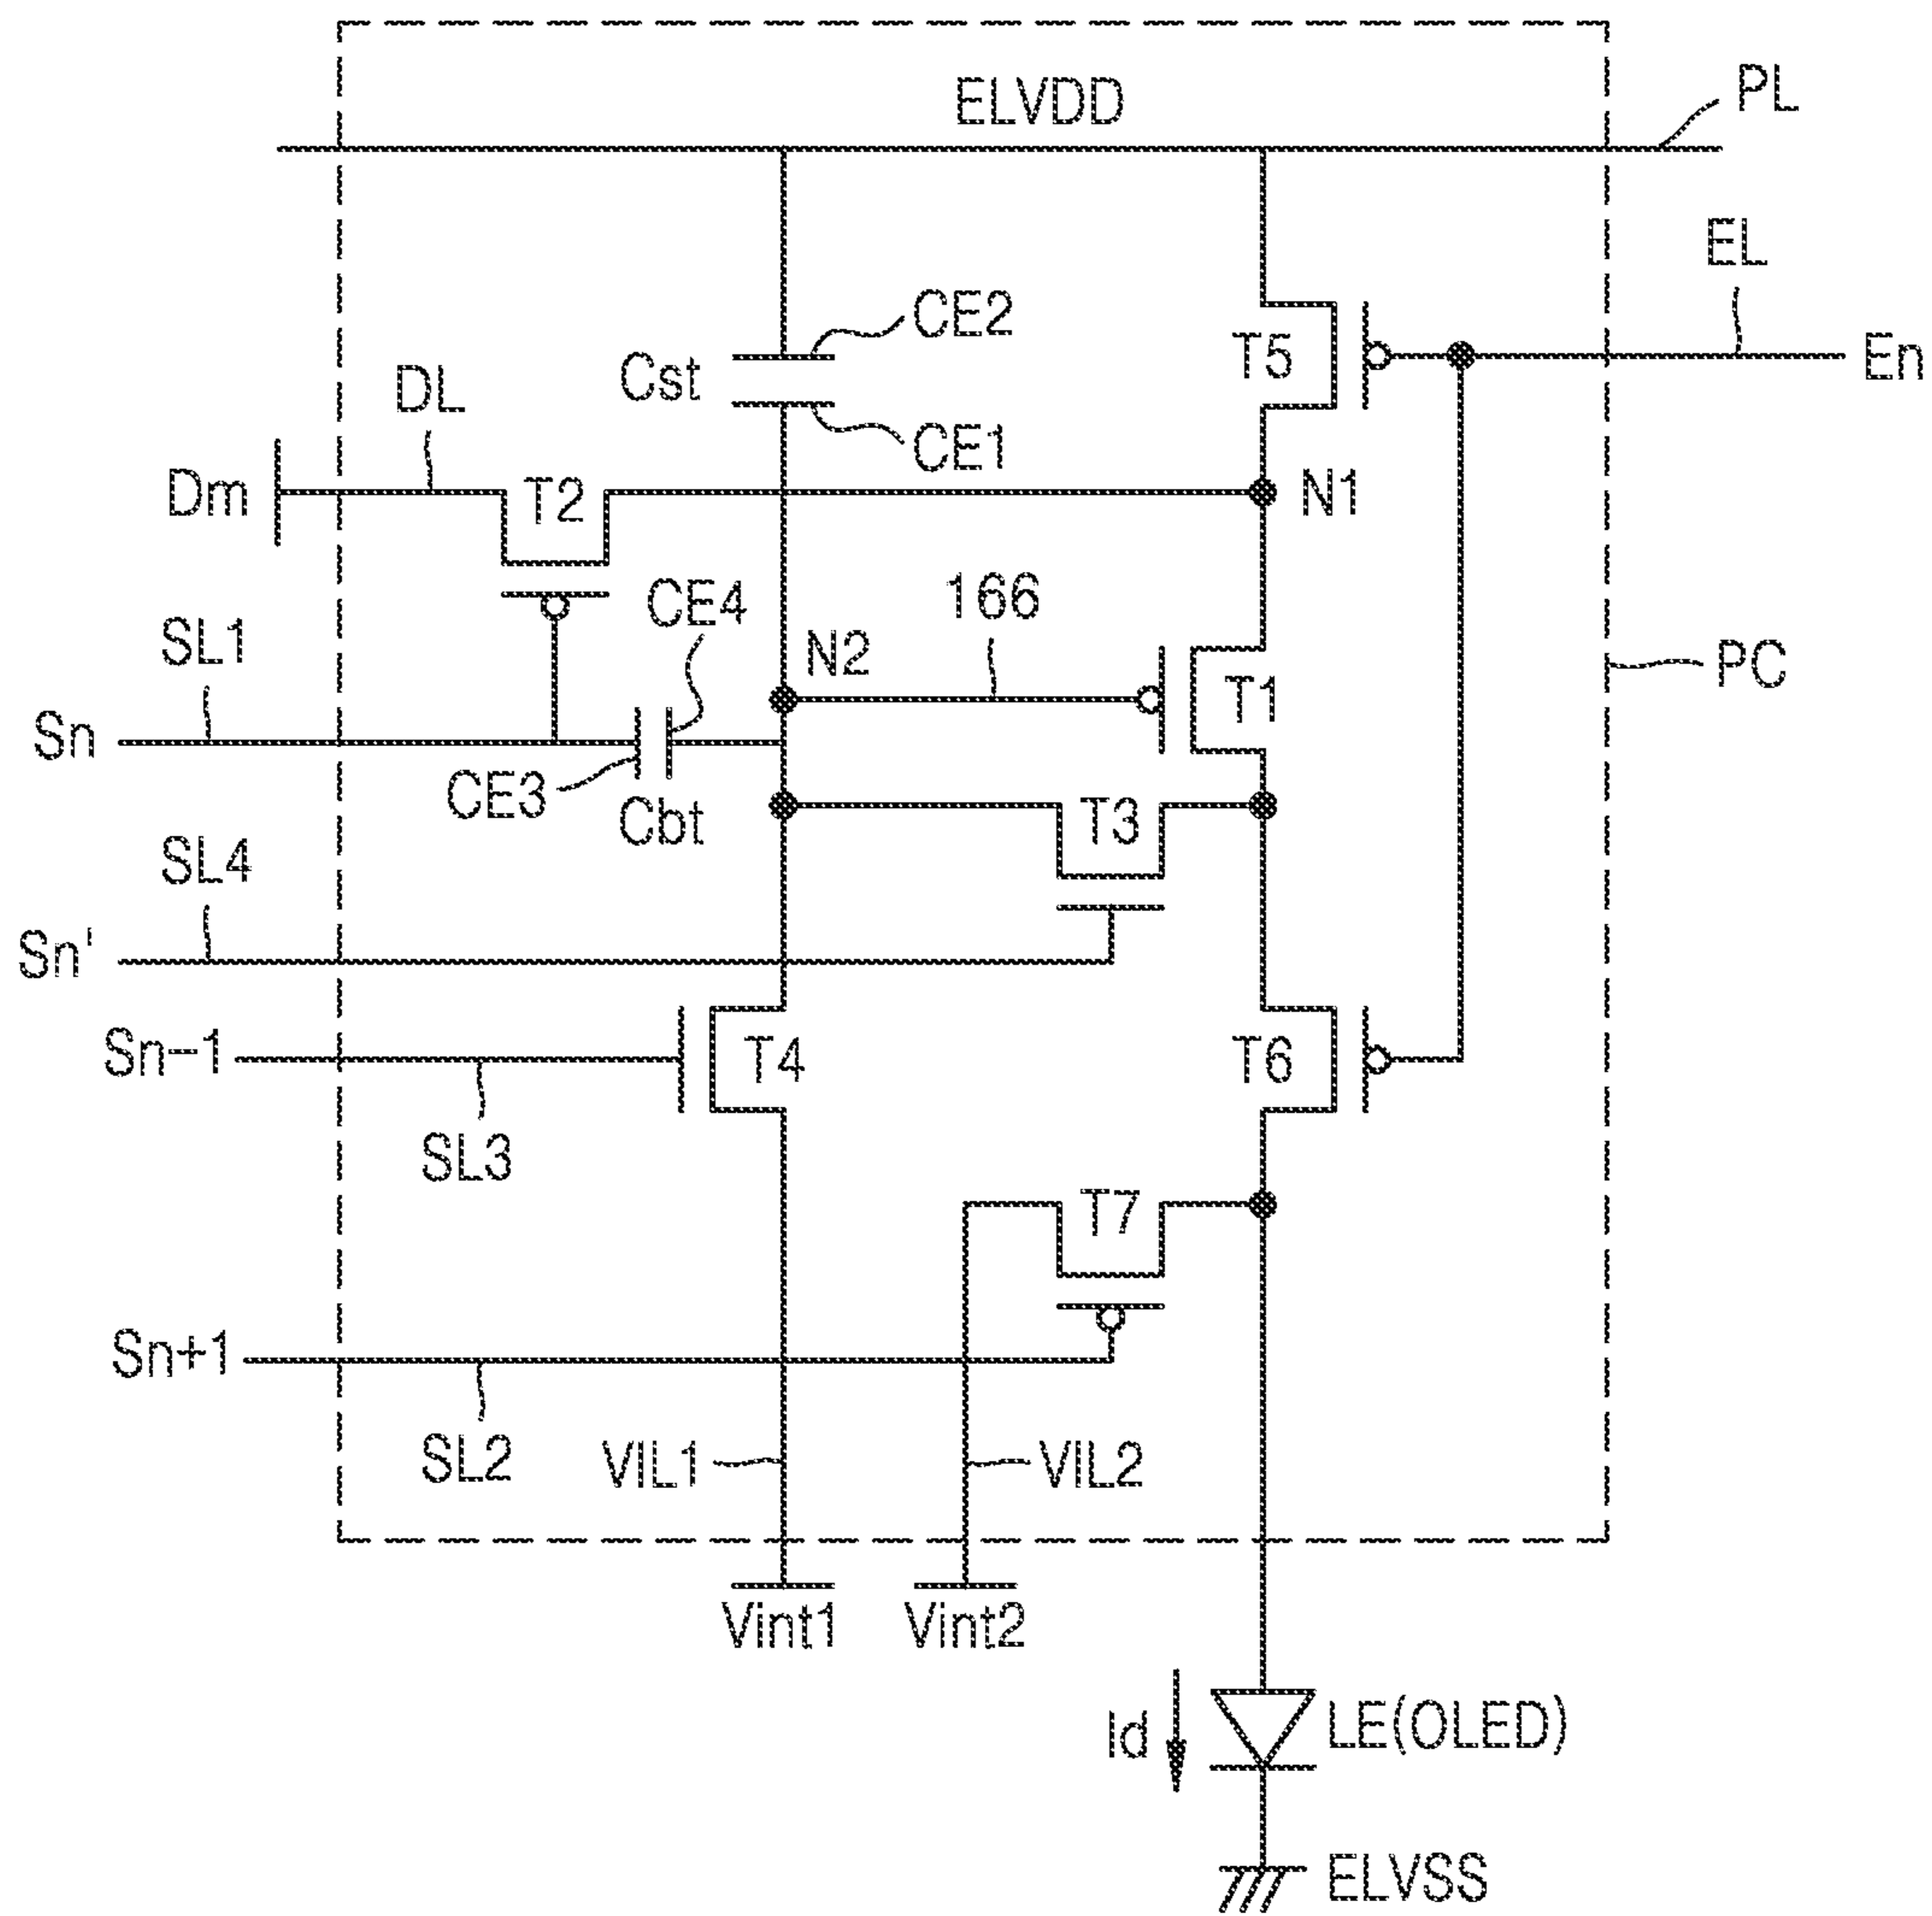 ELVDD
PL
EL
CE2
T5
En
Cst
DL
CE1
Dm
T2
N1
CE4
166
SL1
N2
PC
T1
Sn
CE3
Cbt
T3
SL4
Sn'
Sn-1
T4
T6
SL3
T7
Sn+1
SL2
VIL1
VIL2
Vint1
Vint2
Id
LE(OLED)
ELVSS